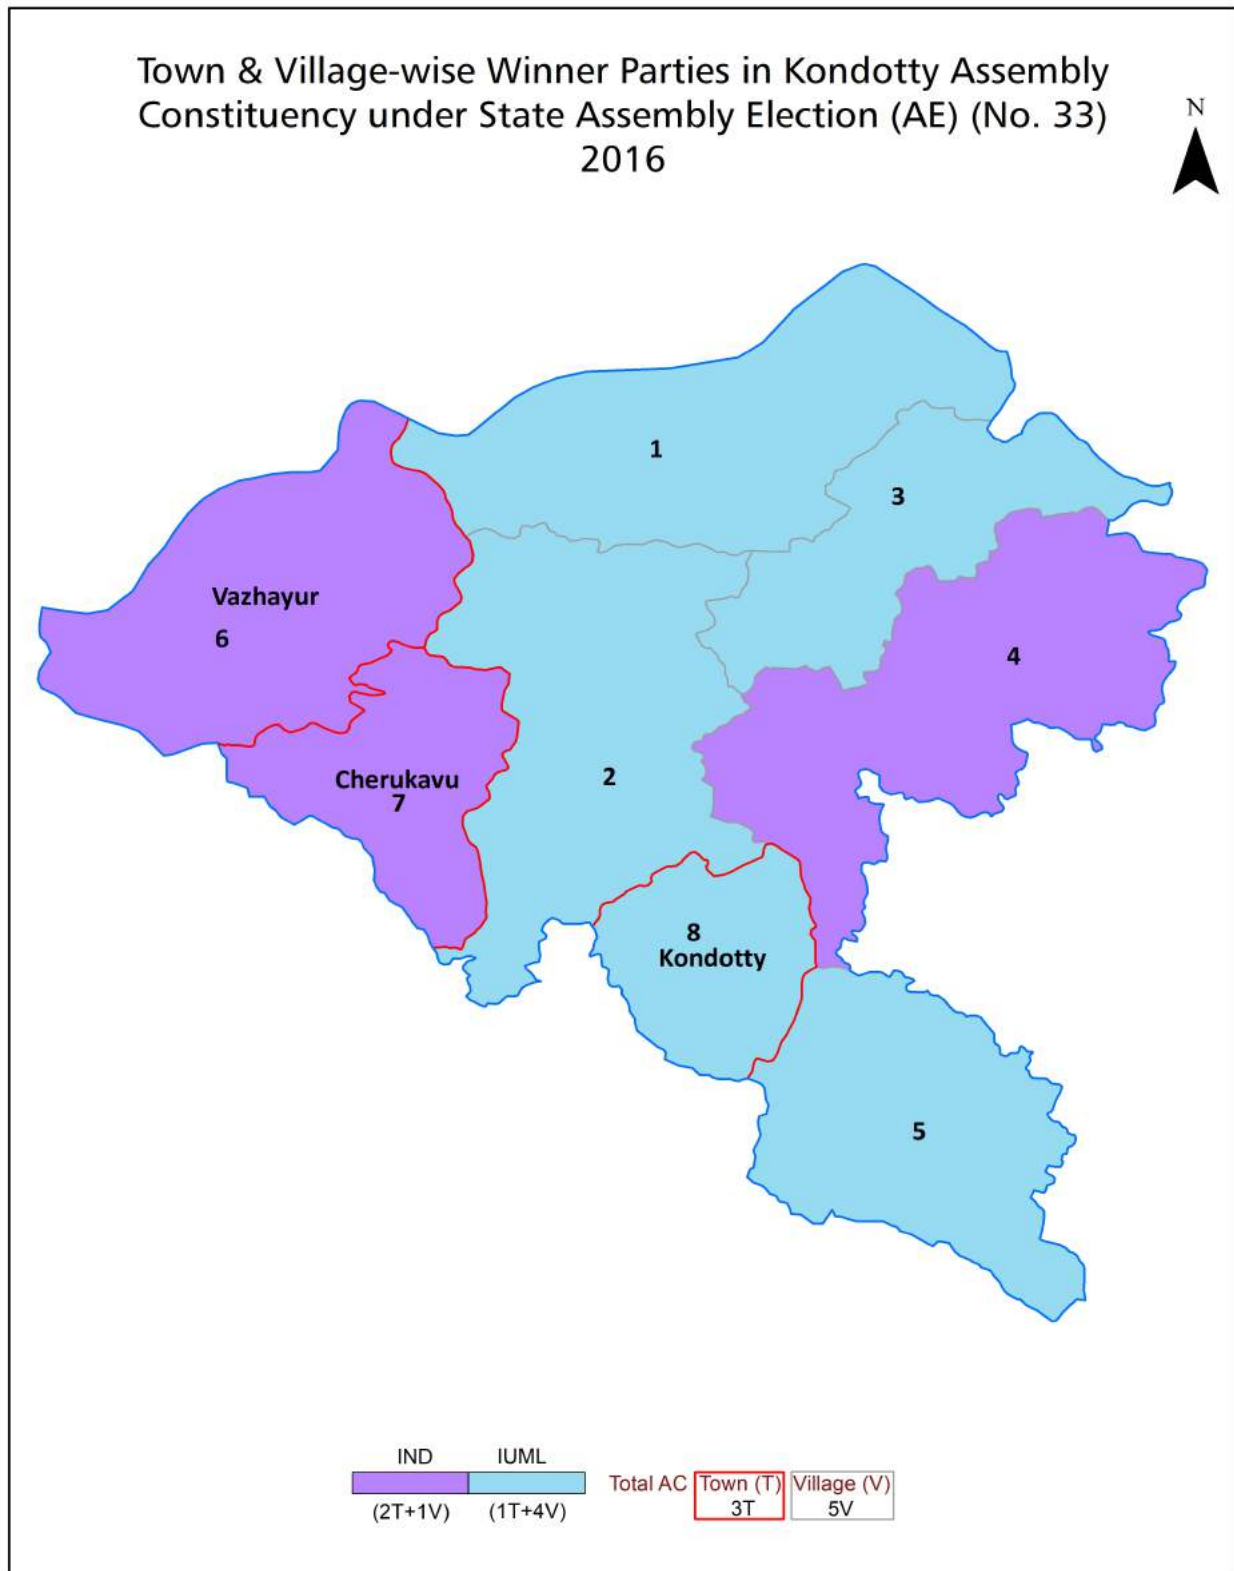 Town & Village-wise Winner Parties in Kondotty Assembly
Constituency under State Assembly Election (AE) (No. 33)
2016
N
1
3
Vazhayur
6
4
2
Cherukavu
7
8
Kondotty
5
IND IUML
(2T+1V) (1T+4V)
Total AC Town (T) Village (V)
3T 5V